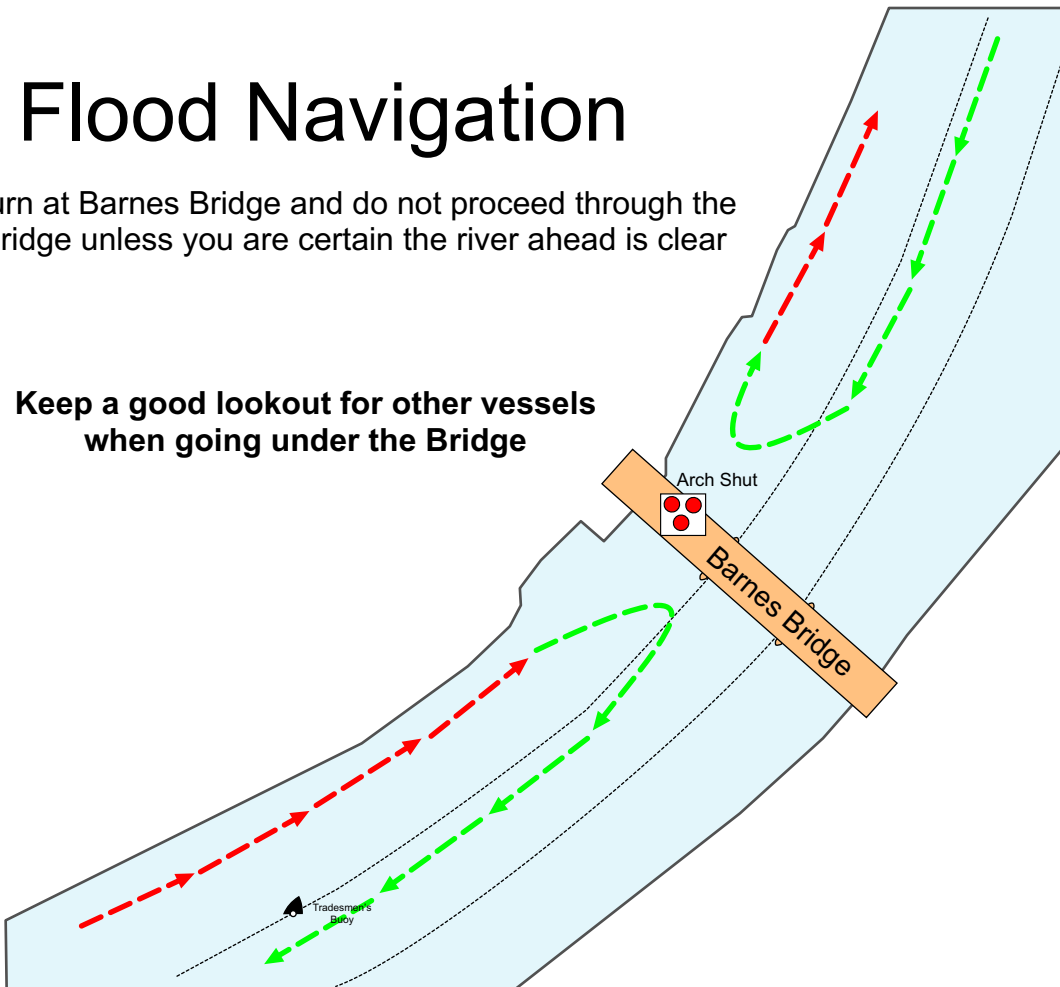 Flood Navigation
urn at Barnes Bridge and do not proceed through the
ridge unless you are certain the river ahead is clear
Keep a good lookout for other vessels
when going under the Bridge
Arch Shut
Barnes Bridge
Tradesmen's
Buoy